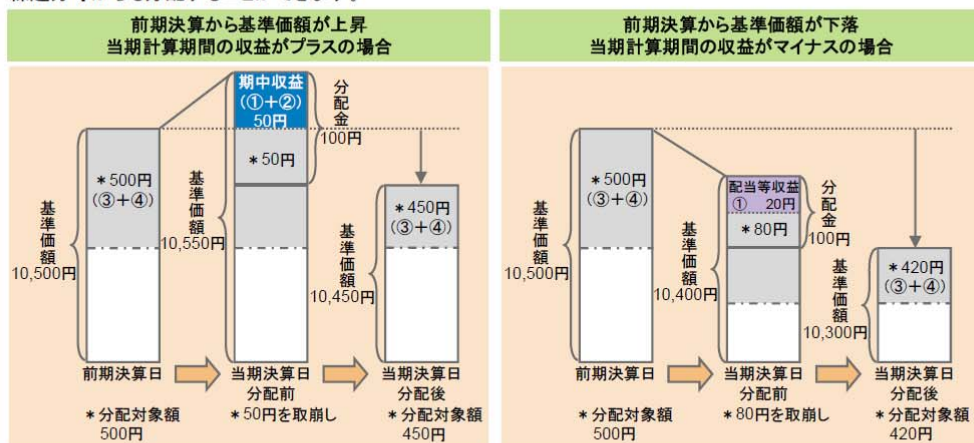 前期決算から基準価額が上昇
当期計算期間の収益がプラスの場合
期中収益
(①+②)
50円
*50円
分配金
100円
*500円
(③+④)
基準価額
10,500円
基準価額
10,550円
*450円
(③+④)
基準価額
10,450円
前期決算日
当期決算日
分配前
当期決算日
分配後
*分配対象額
500円
*50円を取崩し
*分配対象額
450円
前期決算から基準価額が下落
当期計算期間の収益がマイナスの場合
*500円
(③+④)
配当等収益
① 20円
*80円
分配金
100円
基準価額
10,500円
基準価額
10,400円
*420円
(③+④)
基準価額
10,300円
前期決算日
当期決算日
分配前
当期決算日
分配後
*分配対象額
500円
*80円を取崩し
*分配対象額
420円